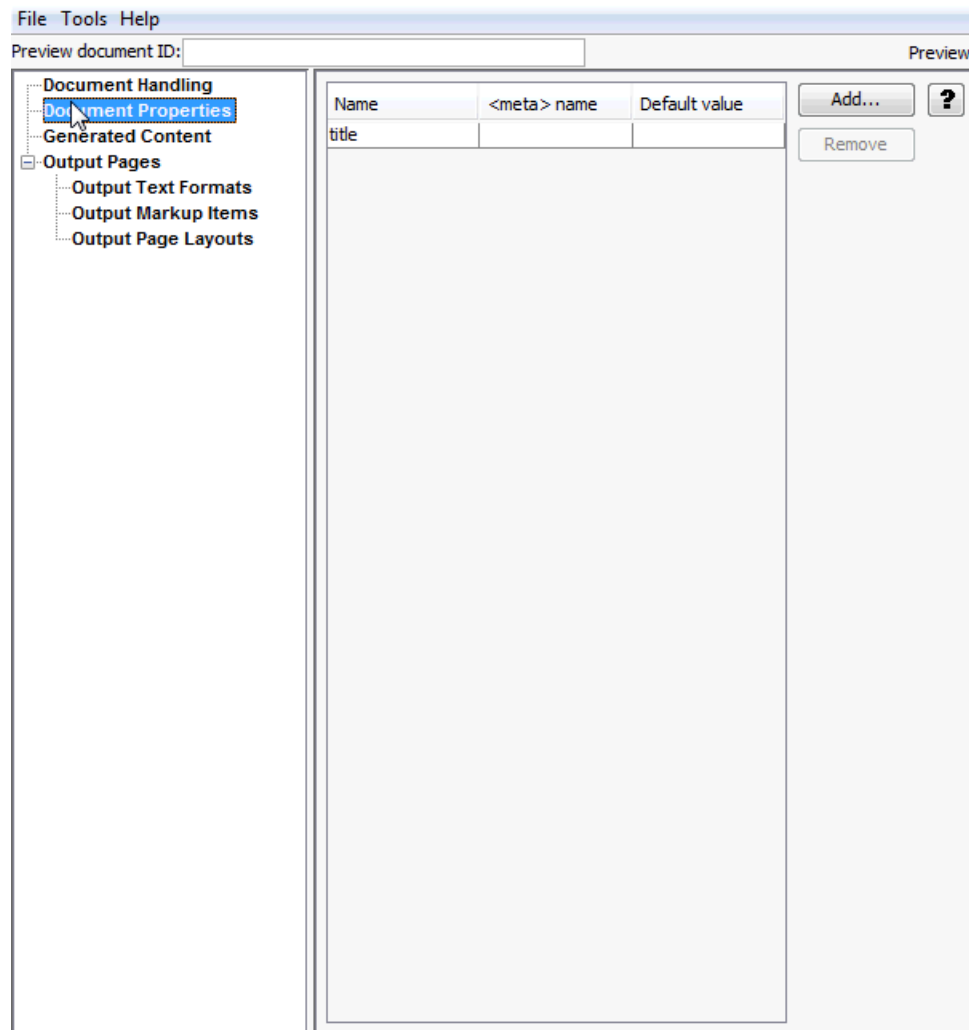 File Tools Help
Preview document ID:
Preview
Document Handling
Document Properties
Generated Content
Output Pages
Output Text Formats
Output Markup Items
Output Page Layouts
Name <meta> name Default value
title
Add... ?
Remove